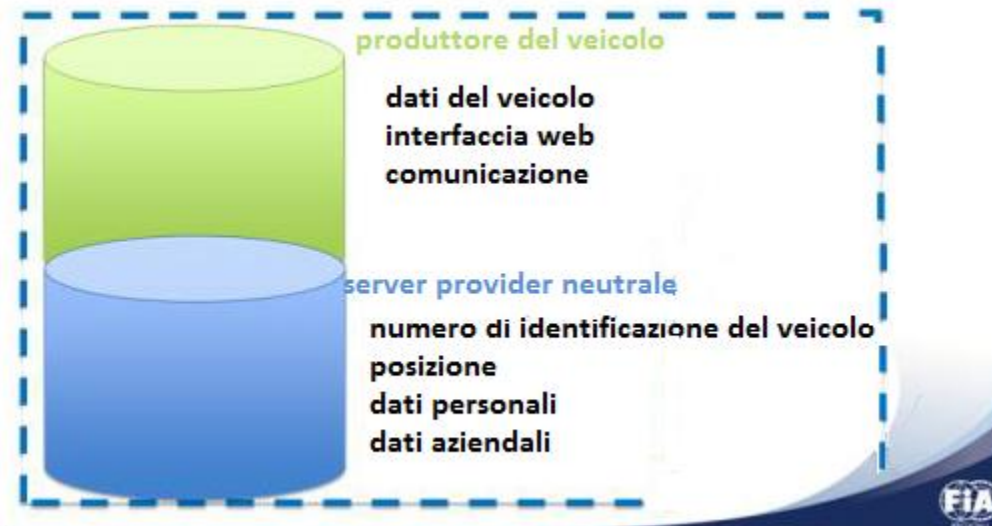 produttore del veicolo
dati del veicolo
interfaccia web
comunicazione
server provider neutrale
numero di identificazione del veicolo
posizione
dati personali
dati aziendali
FiA